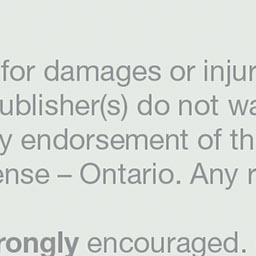 for damages or injur
ublisher(s) do not wa
y endorsement of th
ense – Ontario. Any r
rongly encouraged.